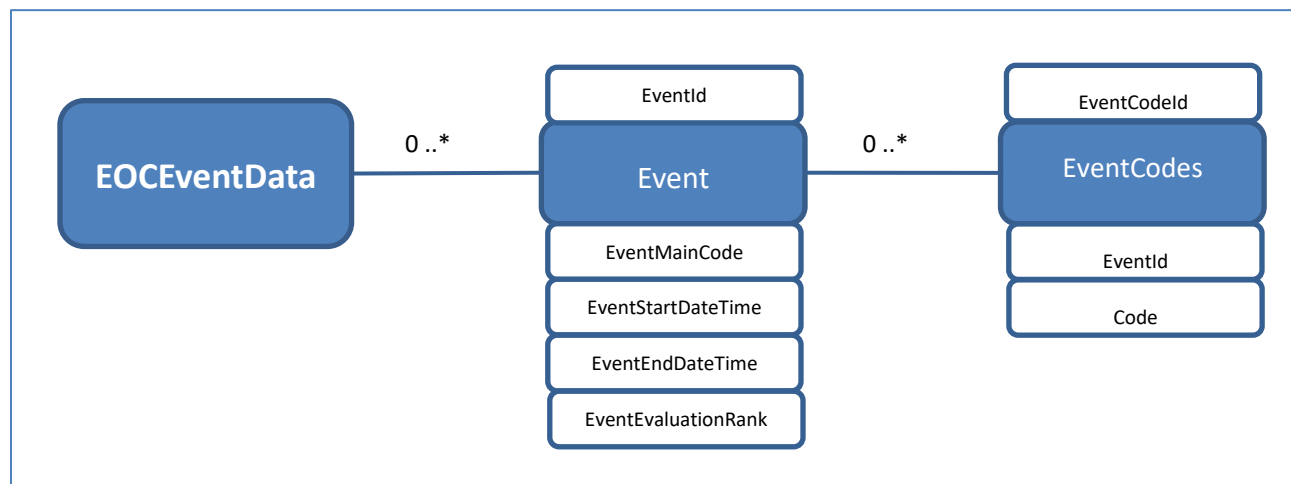 EOCEventData
0 ..*
EventId
Event
EventMainCode
EventStartDateTime
EventEndDateTime
EventEvaluationRank
0 ..*
EventCodeId
EventCodes
EventId
Code